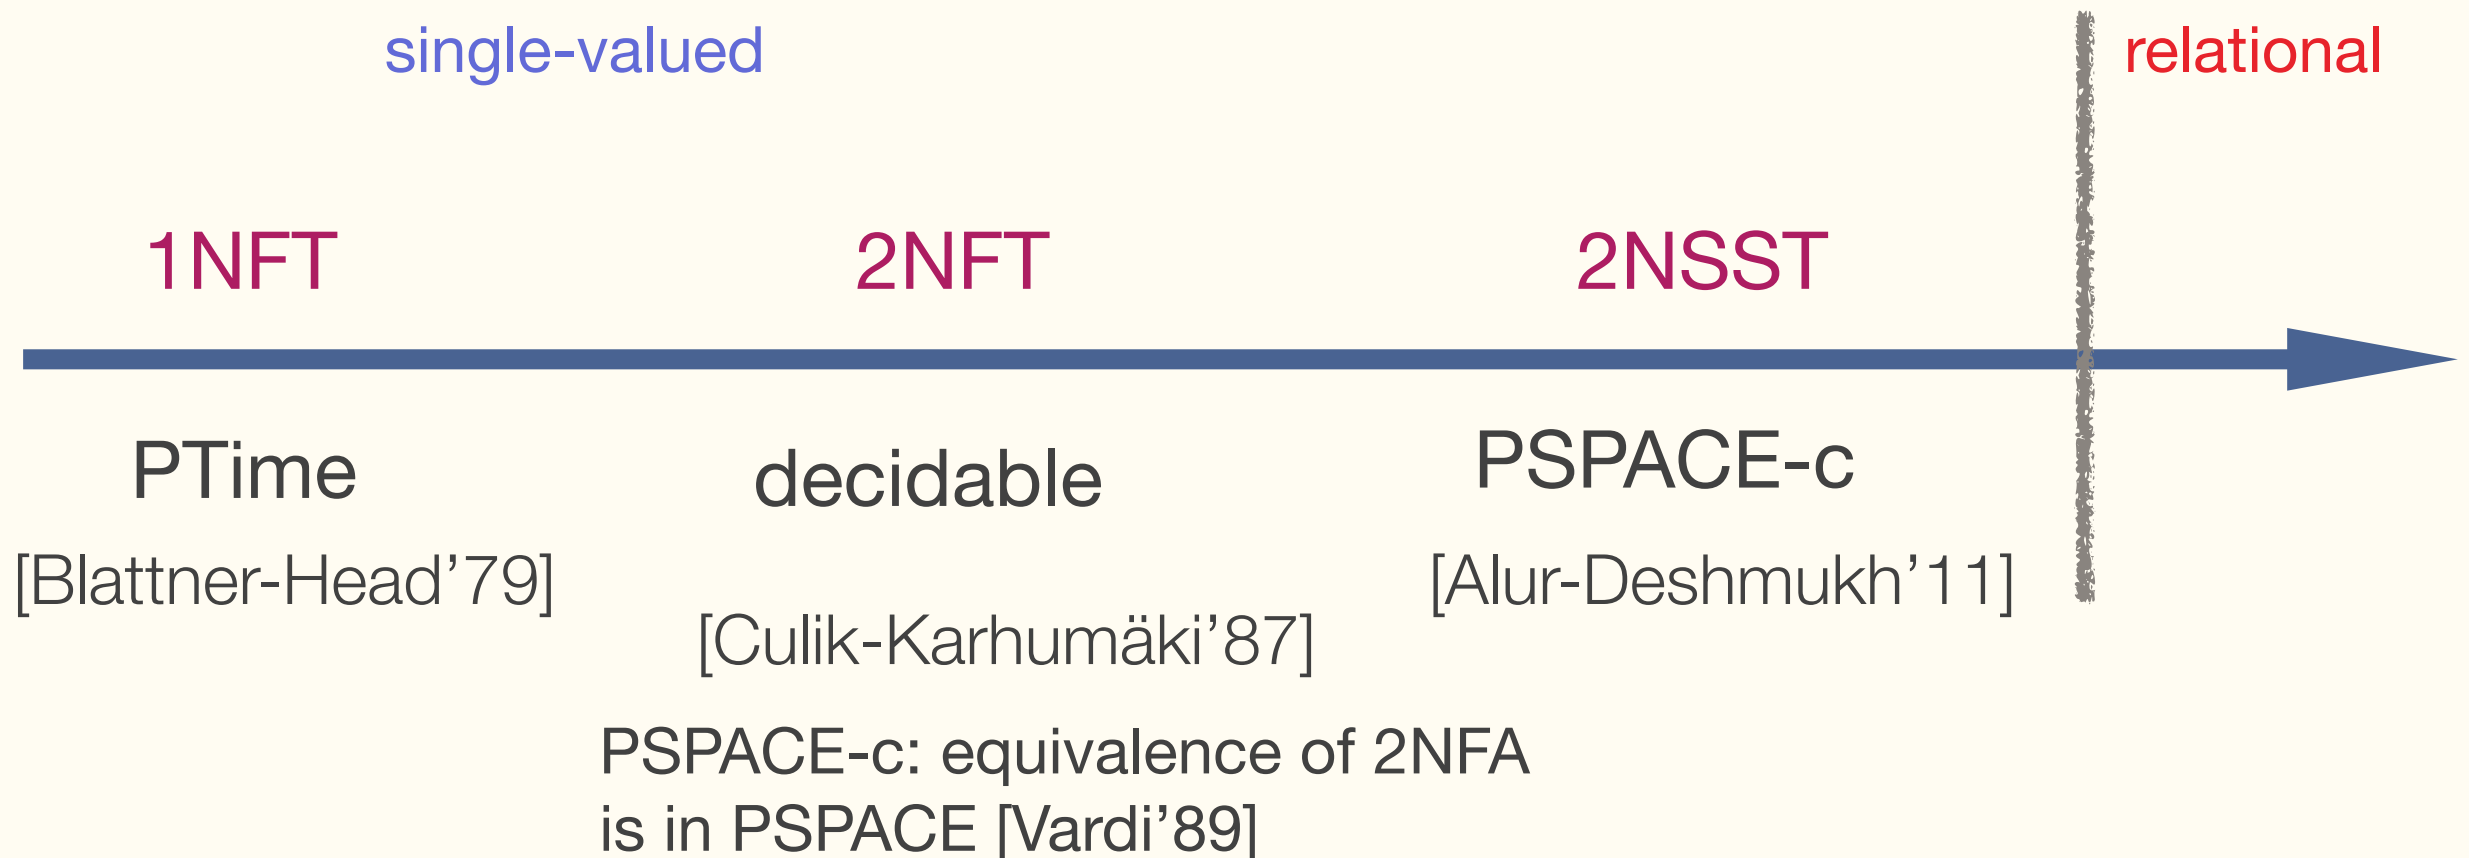 single-valued
relational
1NFT
2NFT
2NSST
PTime
decidable
PSPACE-c
[Blattner-Head’79]
[Culik-Karhumäki’87]
[Alur-Deshmukh’11]
PSPACE-c: equivalence of 2NFA
is in PSPACE [Vardi’89]